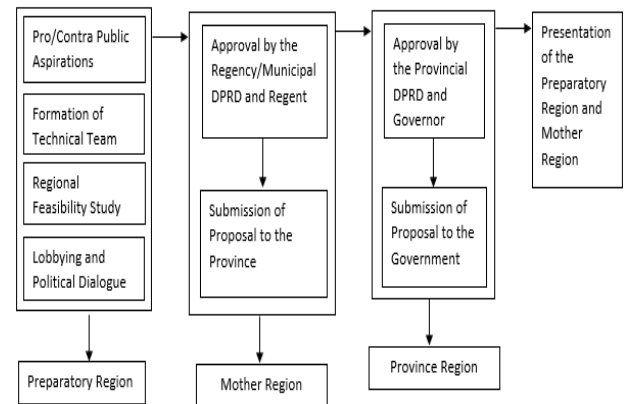 Pro/Contra Public
Aspirations
Formation of
Technical Team
Regional
Feasibility Study
Lobbying and
Political Dialogue
Preparatory Region
Approval by the
Regency/Municipal
DPRD and Regent
Submission of
Proposal to the
Province
Mother Region
Approval by
the Provincial
DPRD and
Governor
Submission of
Proposal to the
Government
Province Region
Presentation
of the
Preparatory
Region and
Mother
Region